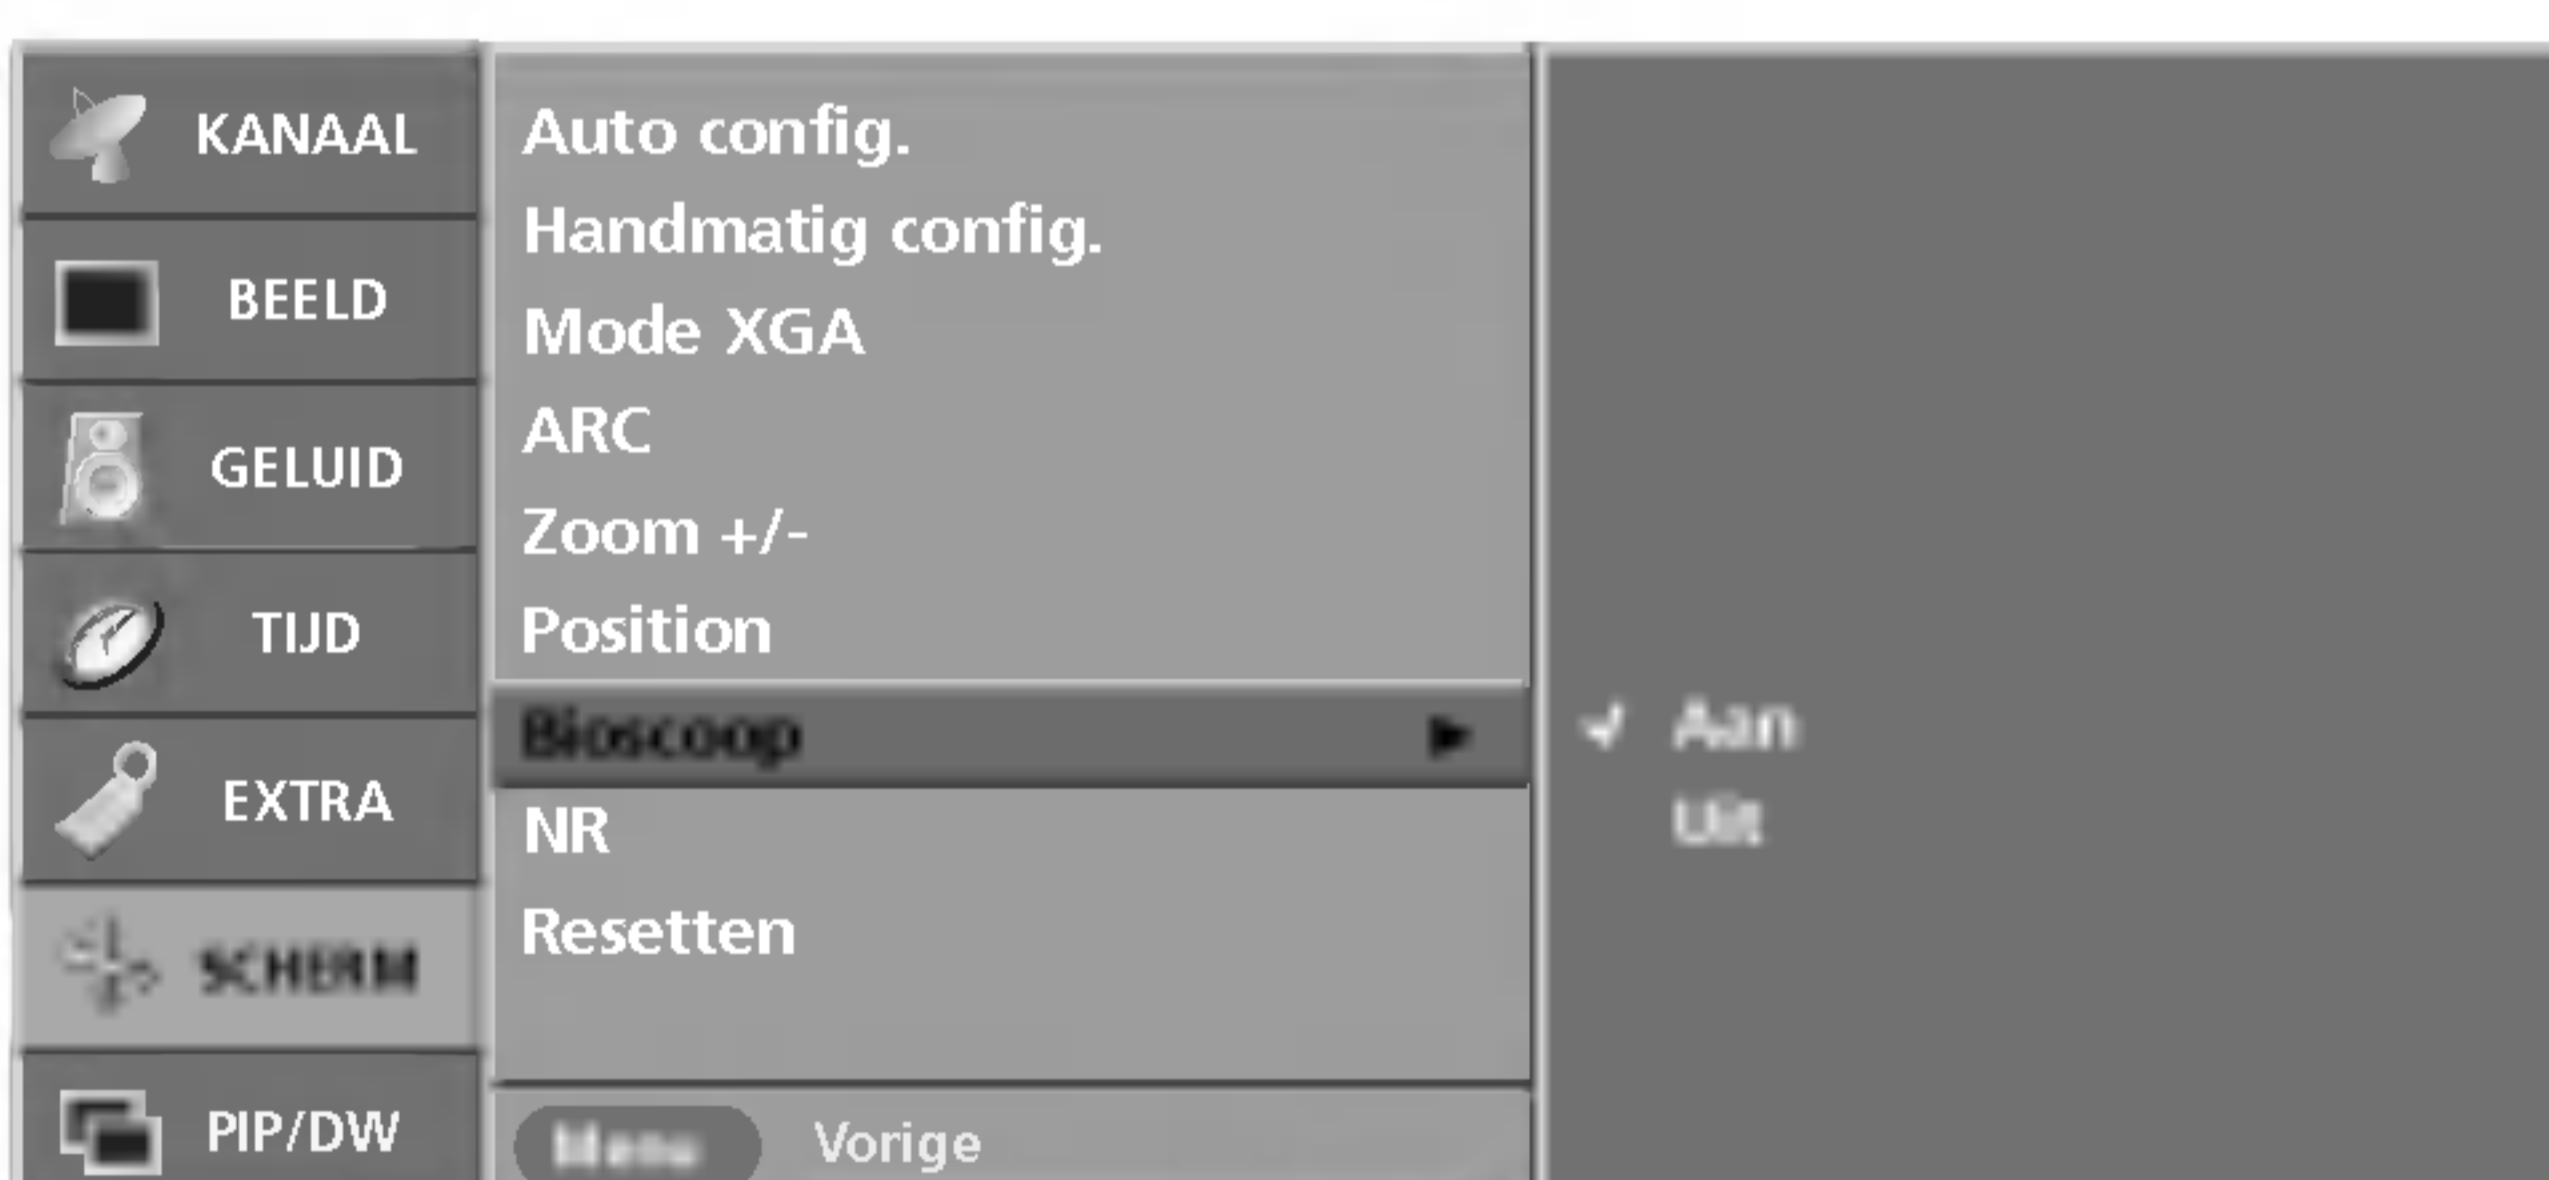 KANAAL
BEELD
GELUID
TIJD
EXTRA
SCHERM
PIP/DW
Auto config.
Handmatig config.
Mode XGA
ARC
Zoom +/-
Position
Bioscoop
NR
Resetten
Menu Vorige
Aan
Uit